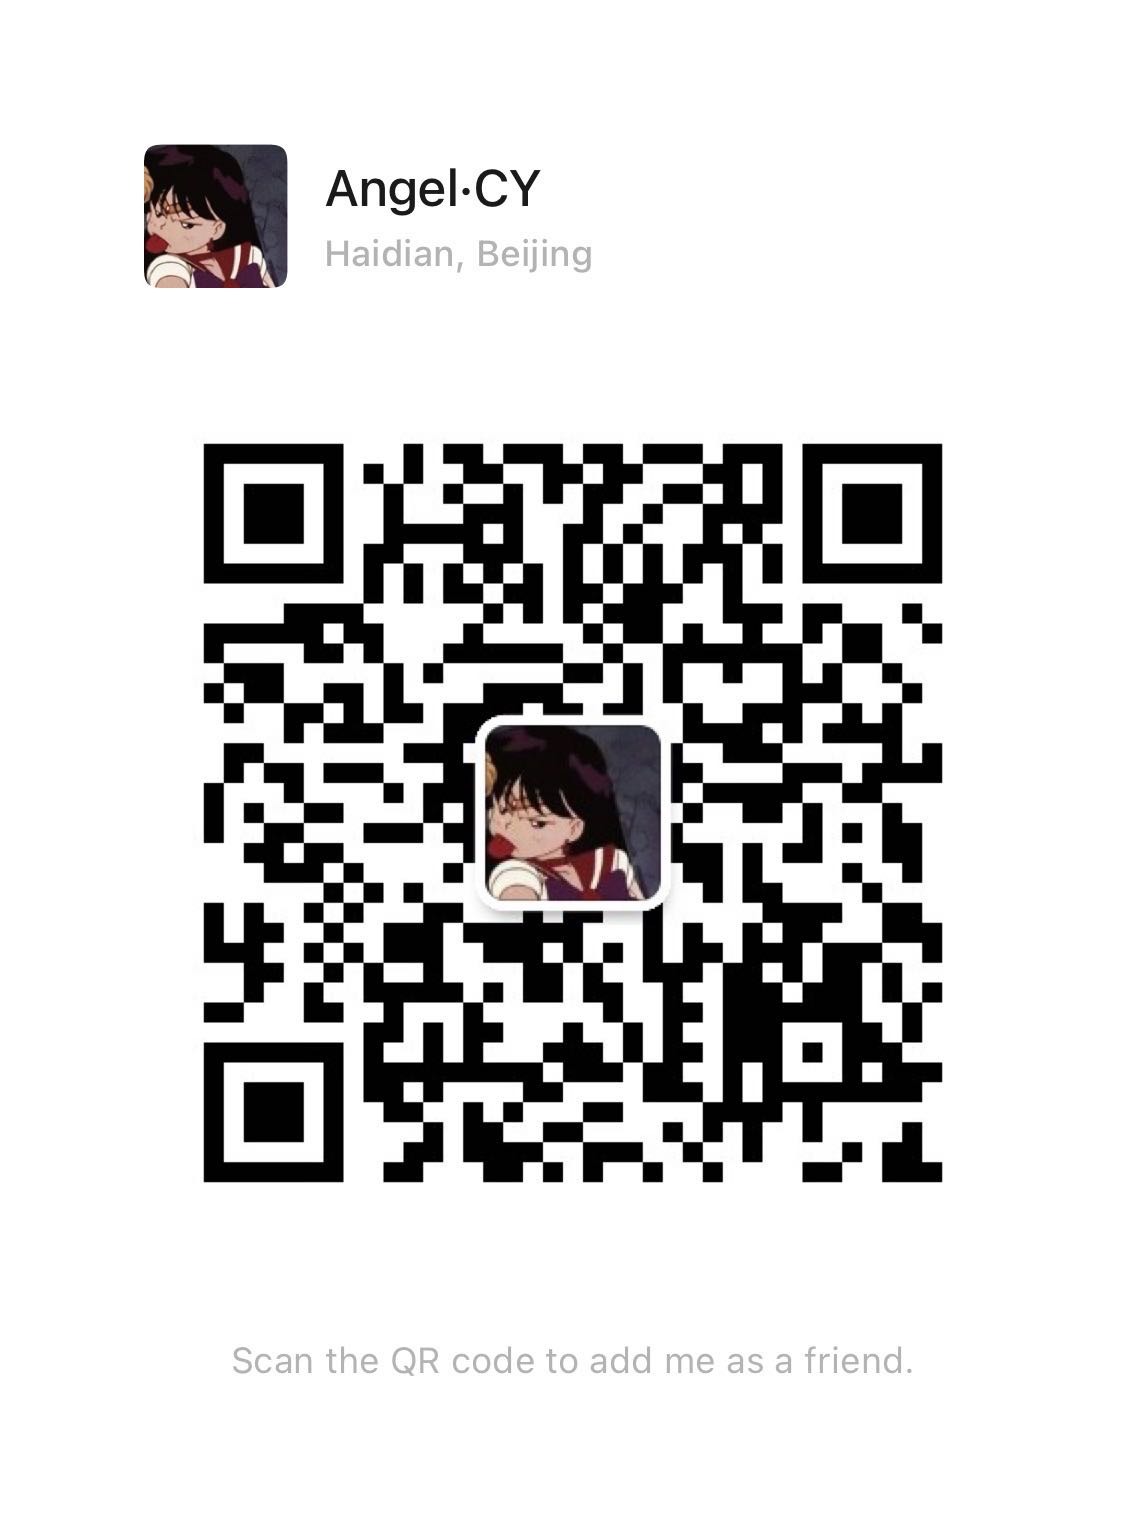 Angel·CY
Haidian, Beijing
Scan the QR code to add me as a friend.